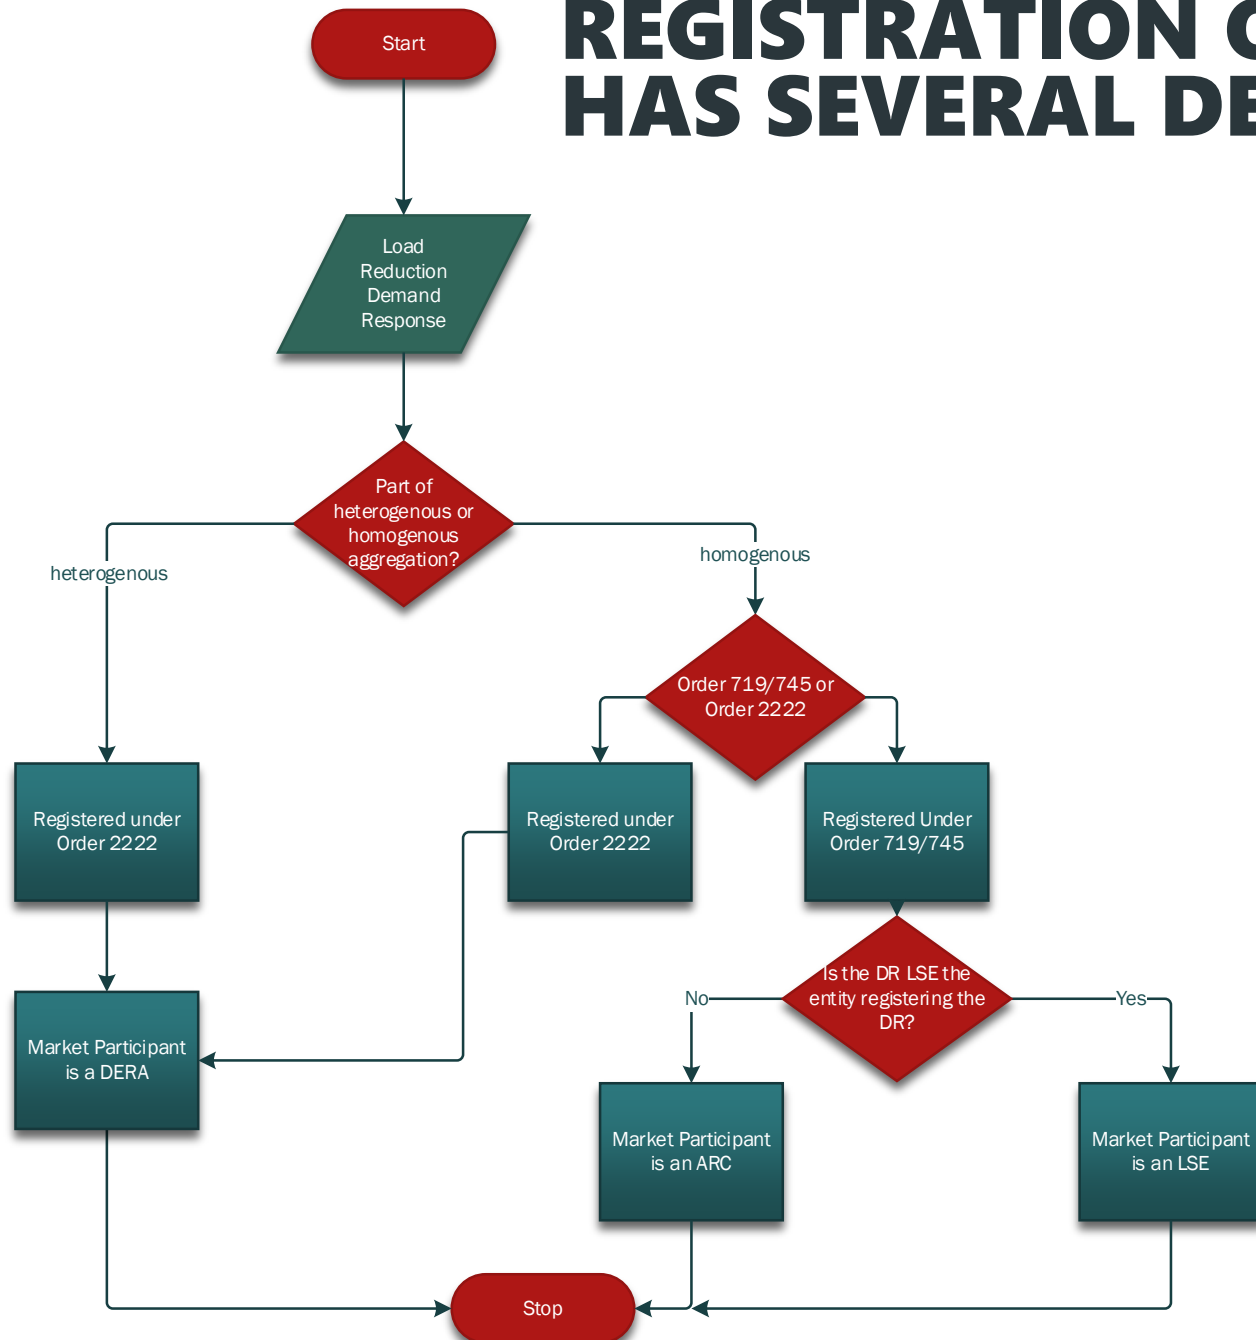 REGISTRATION
HAS SEVERAL
Start
Load
Reduction
Demand
Response
Part of
heterogenous or
homogenous
aggregation?
heterogenous
homogenous
Order 719/745 or
Order 2222
Registered under
Order 2222
Registered under
Order 2222
Registered Under
Order 719/745
Is the DR LSE the
entity registering the
DR?
No
Yes
Market Participant
is a DERA
Market Participant
is an ARC
Market Participant
is an LSE
Stop